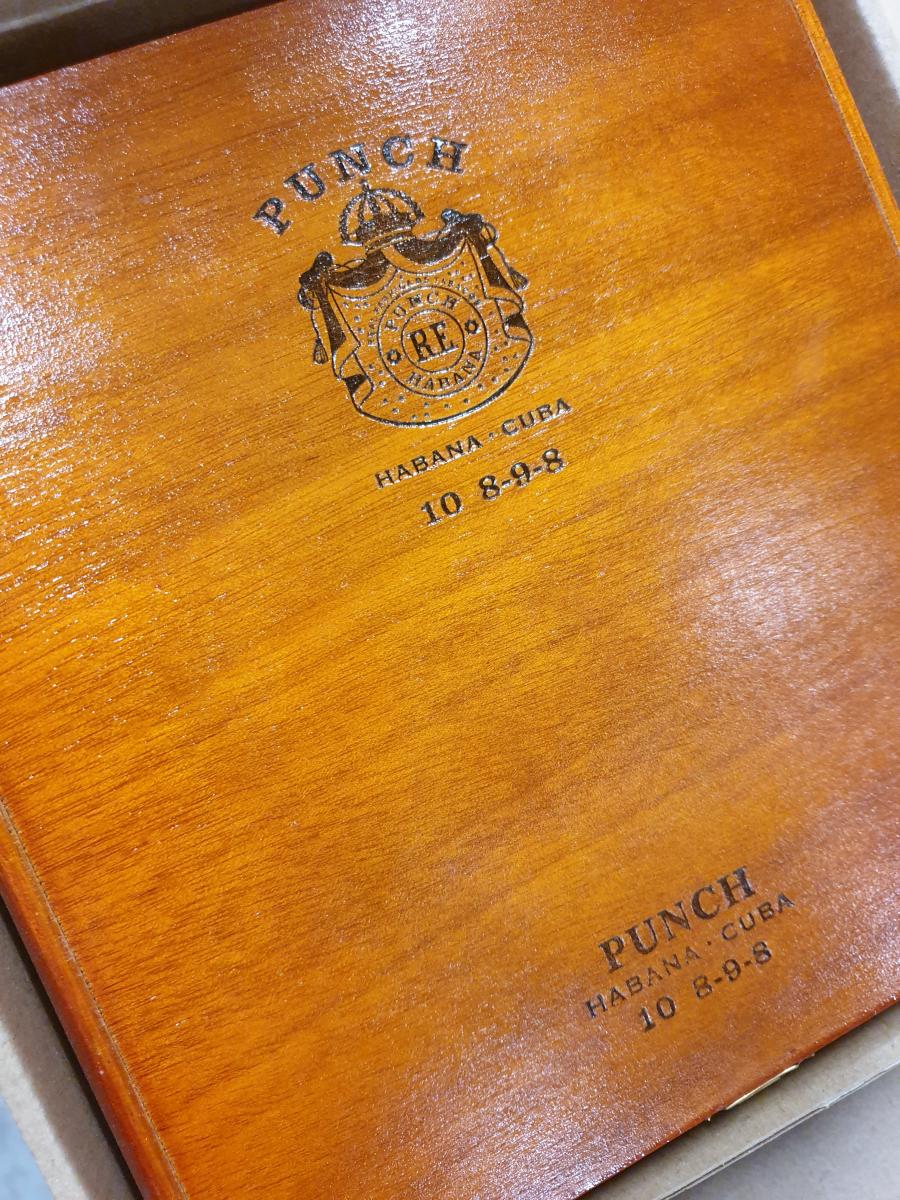 PUNCH
PUNCH
RE
HABANA
HABANA · CUBA
10 8-9-8
PUNCH
HABANA · CUBA
10 8-9-8